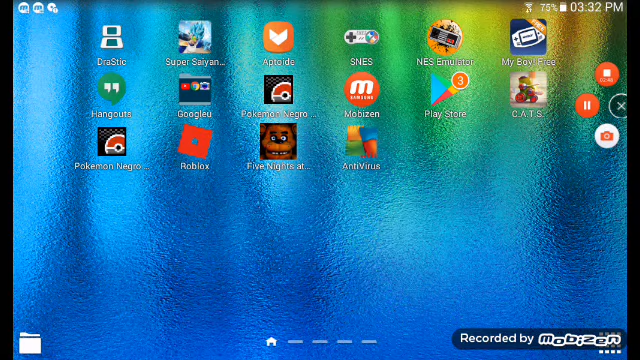 75% 03:32 PM
DraStic Super Saiyan... Aptoide SNES NES Emulator My Boy! Free
Hangouts Googleu Pokemon Negro ... Mobizen Play Store C.A.T.S.
Pokemon Negro ... Roblox Five Nights at... AntiVirus
3
SAMSUNG
Recorded by MOBIZEN